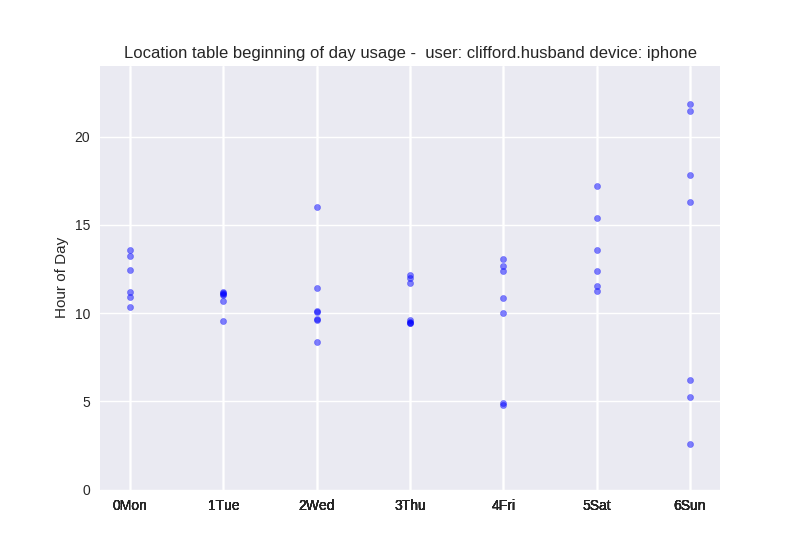 Location table beginning of day usage -  user: clifford.husband device: iphone
20
15
10
5
0
Hour of Day
0Mon 1Tue 2Wed 3Thu 4Fri 5Sat 6Sun